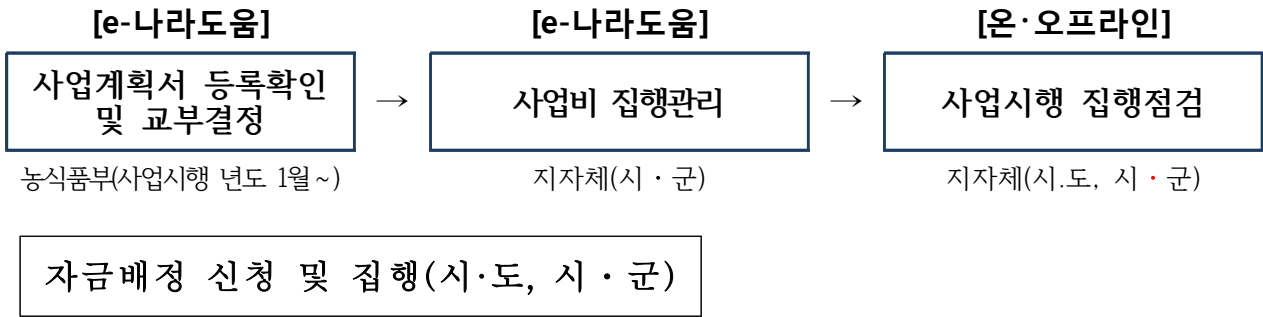 [e-나라도움] [e-나라도움] [온·오프라인]
사업계획서 등록확인
및 교부결정 → 사업비 집행관리 → 사업시행 집행점검
농식품부(사업시행 년도 1월~) 지자체(시·군) 지자체(시.도, 시·군)
자금배정 신청 및 집행(시·도, 시·군)